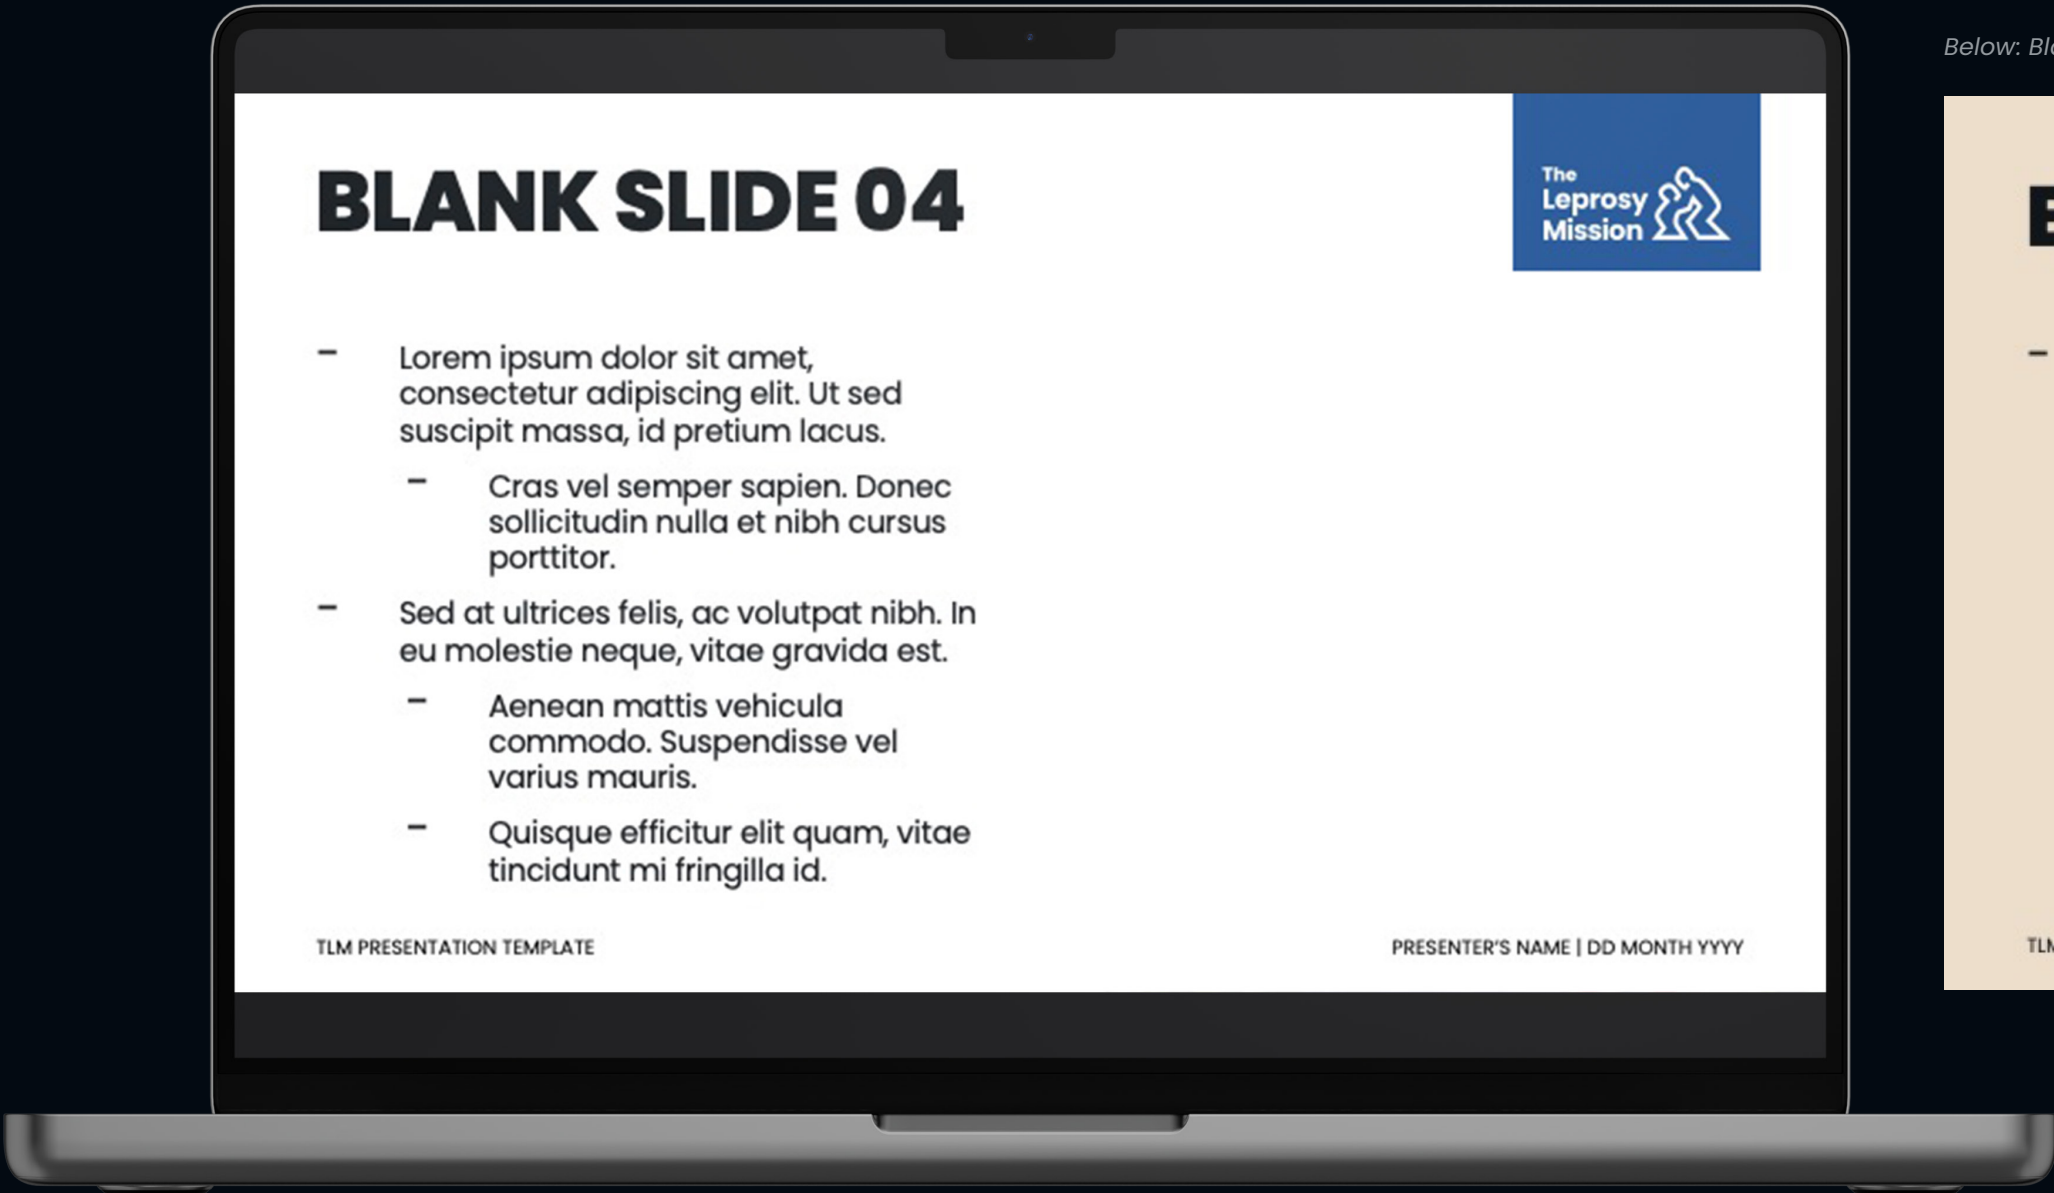 Below:
BLANK SLIDE 04
The
Leprosy
Mission
– Lorem ipsum dolor sit amet,
consectetur adipiscing elit. Ut sed
suscipit massa, id pretium lacus.
– Cras vel semper sapien. Donec
sollicitudin nulla et nibh cursus
porttitor.
– Sed at ultrices felis, ac volutpat nibh. In
eu molestie neque, vitae gravida est.
– Aenean mattis vehicula
commodo. Suspendisse vel
varius mauris.
– Quisque efficitur elit quam, vitae
tincidunt mi fringilla id.
TLM PRESENTATION TEMPLATE
PRESENTER'S NAME | DD MONTH YYYY